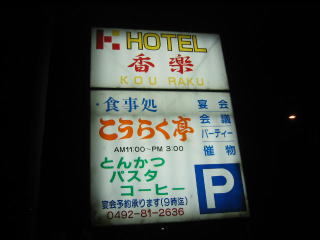 HOTEL
香楽
KOU RAKU
・食事処
こうらく亭
AM11:00~PM 3:00
とんかつ
パスタ
コーヒー
宴会
会議
パーティー
催物
P
宴会予約承ります(9時迄)
0492-81-2636